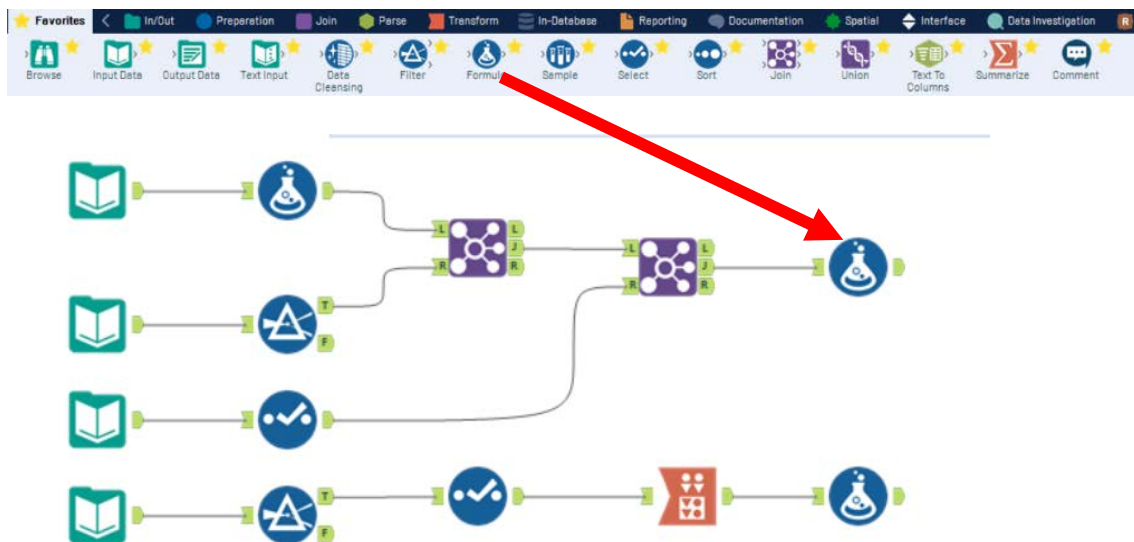 Favorites In/Out Preparation Join Parse Transform In-Database Reporting Documentation Spatial Interface Data Investigation R
Browse Input Data Output Data Text Input Data Cleansing Filter Formula Sample Select Sort Join Union Text To Columns Summarize Comment
L L
J
R R
L L
J
R R
T
F
T
F